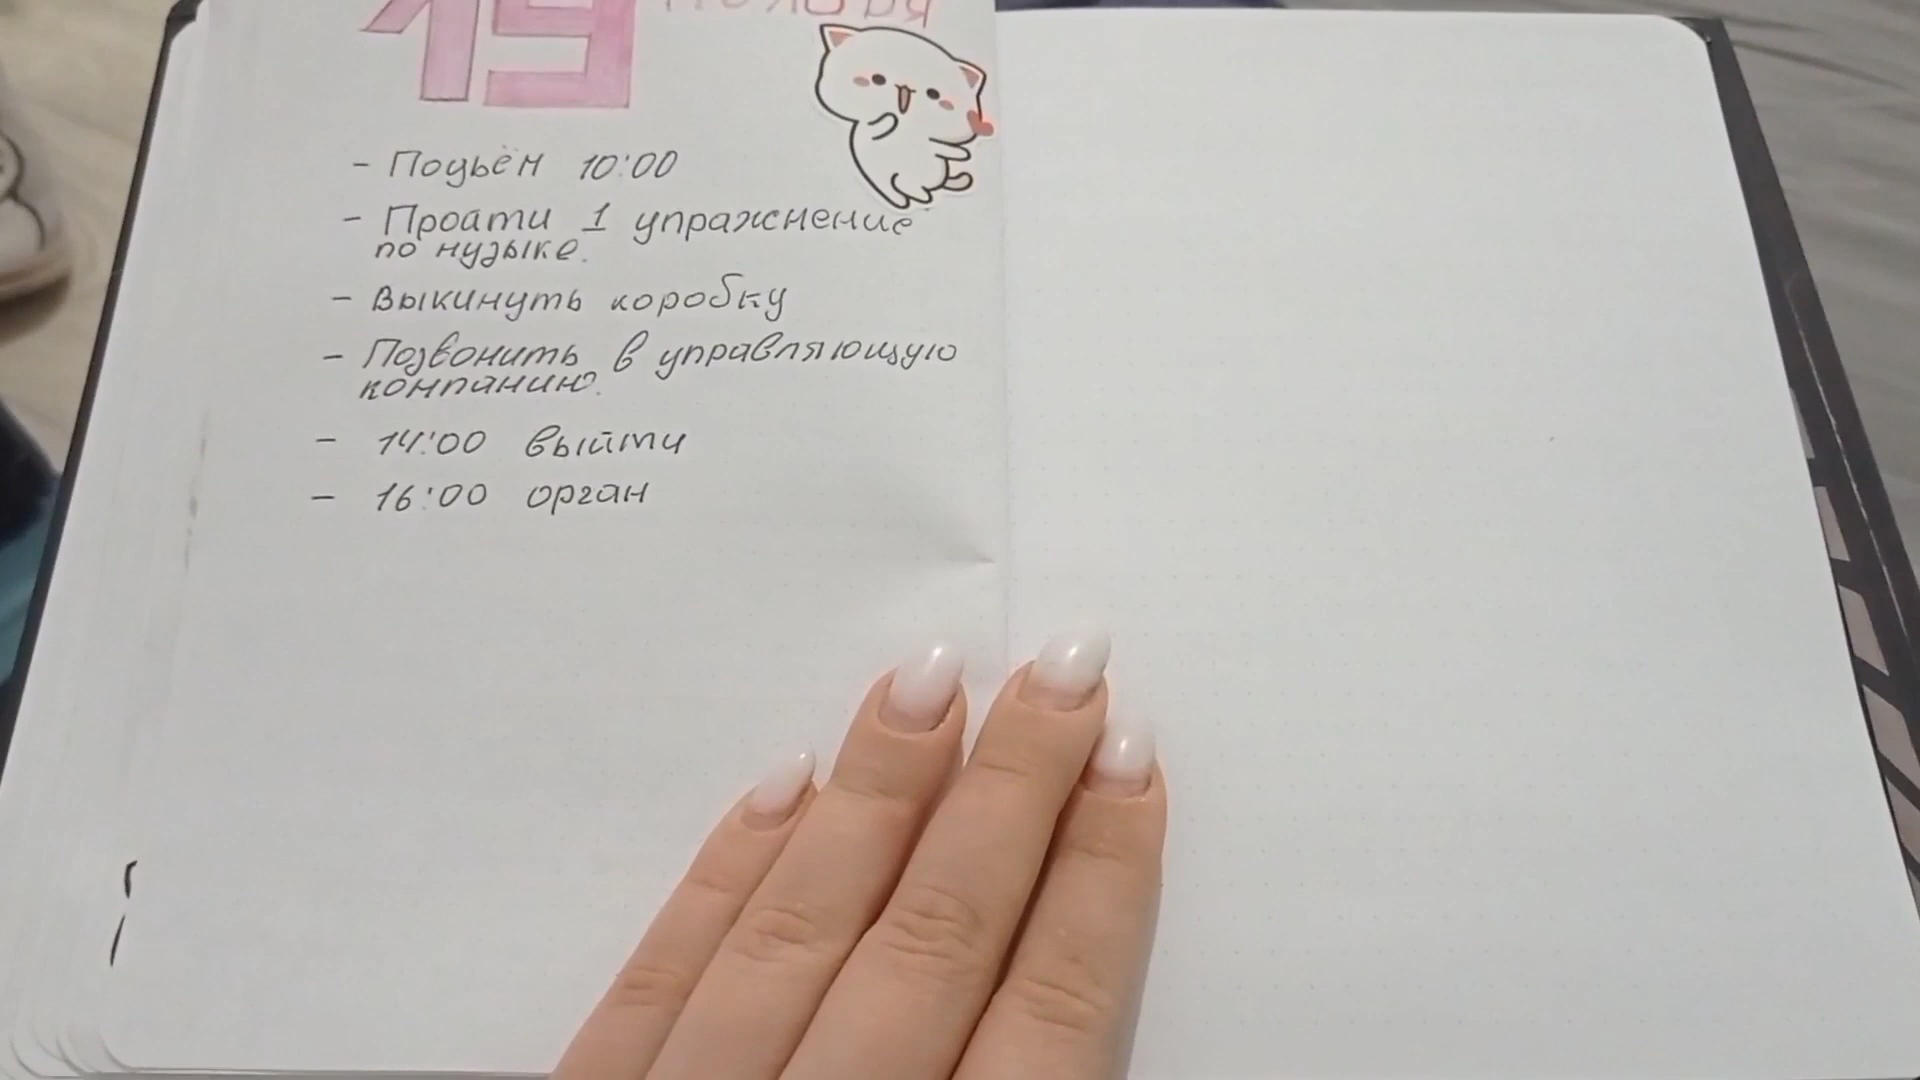 19 ноября
- Подъём 10:00
- Пройти 1 упражнение
по музыке.
- Выкинуть коробку
- Позвонить в управляющую
компанию.
- 14:00 выйти
- 16:00 орган